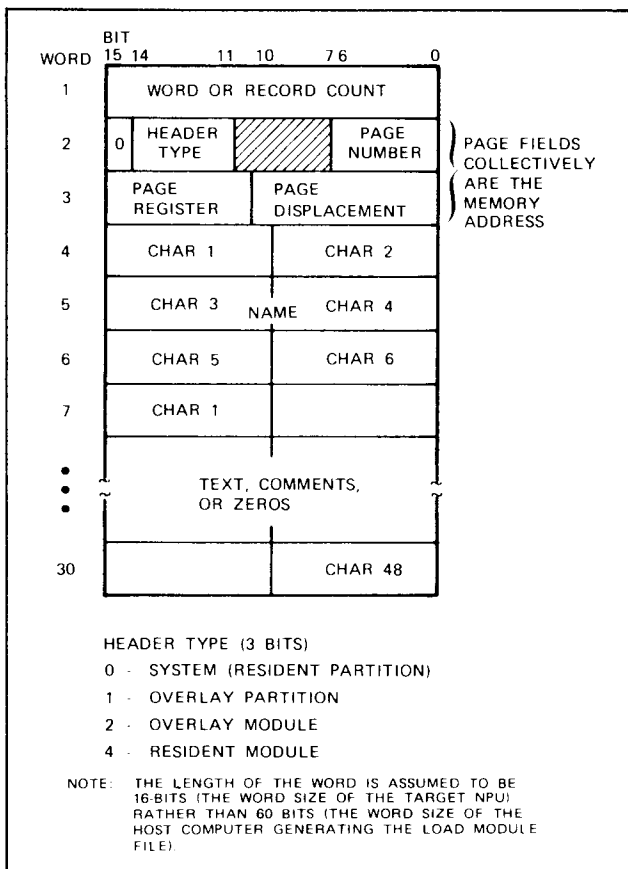 BIT
WORD 15 14 11 10 7 6 0
1 WORD OR RECORD COUNT
2 0 HEADER TYPE PAGE NUMBER
PAGE FIELDS COLLECTIVELY ARE THE MEMORY ADDRESS
3 PAGE REGISTER PAGE DISPLACEMENT
4 CHAR 1 CHAR 2
5 CHAR 3 NAME CHAR 4
6 CHAR 5 CHAR 6
7 CHAR 1
TEXT, COMMENTS,
OR ZEROS
30 CHAR 48
HEADER TYPE (3 BITS)
0 - SYSTEM (RESIDENT PARTITION)
1 - OVERLAY PARTITION
2 - OVERLAY MODULE
4 - RESIDENT MODULE
NOTE: THE LENGTH OF THE WORD IS ASSUMED TO BE
16-BITS (THE WORD SIZE OF THE TARGET NPU)
RATHER THAN 60 BITS (THE WORD SIZE OF THE
HOST COMPUTER GENERATING THE LOAD MODULE
FILE).